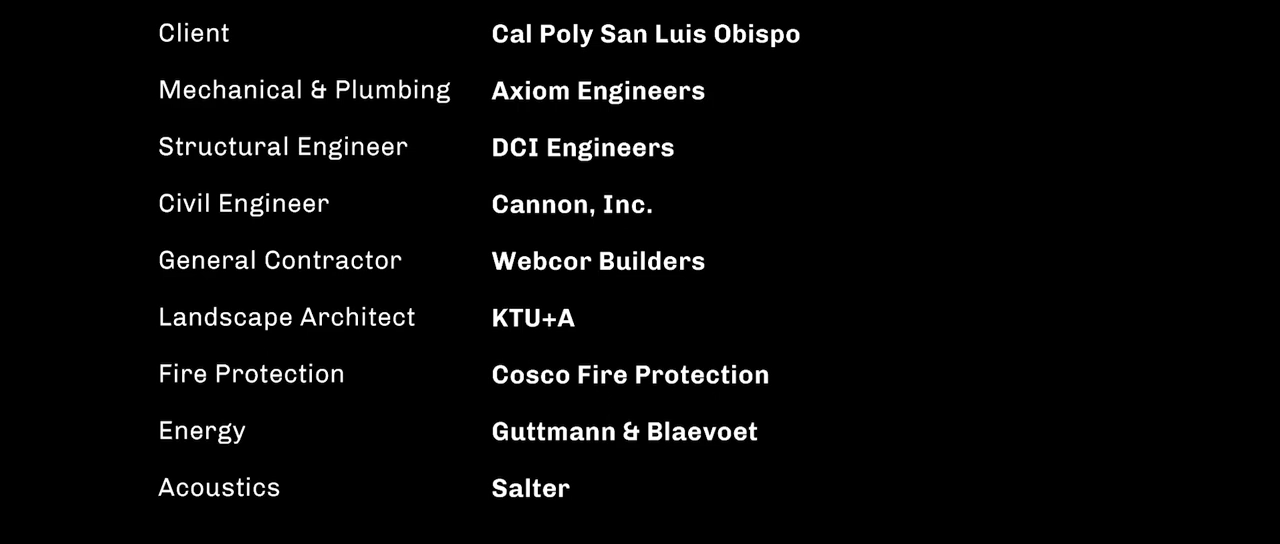 Client Cal Poly San Luis Obispo
Mechanical & Plumbing Axiom Engineers
Structural Engineer DCI Engineers
Civil Engineer Cannon, Inc.
General Contractor Webcor Builders
Landscape Architect KTU+A
Fire Protection Cosco Fire Protection
Energy Guttmann & Blaevoet
Acoustics Salter